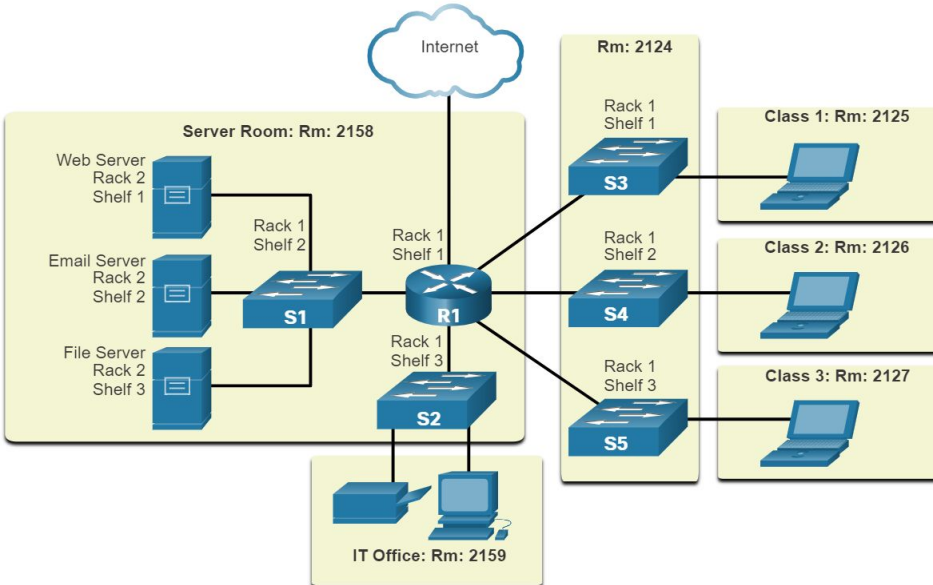 Internet
Server Room: Rm: 2158
Web Server
Rack 2
Shelf 1
Rack 1
Shelf 2
Email Server
Rack 2
Shelf 2
S1
File Server
Rack 2
Shelf 3
Rack 1
Shelf 1
R1
Rack 1
Shelf 3
S2
IT Office: Rm: 2159
Rm: 2124
Rack 1
Shelf 1
S3
Rack 1
Shelf 2
S4
Rack 1
Shelf 3
S5
Class 1: Rm: 2125
Class 2: Rm: 2126
Class 3: Rm: 2127